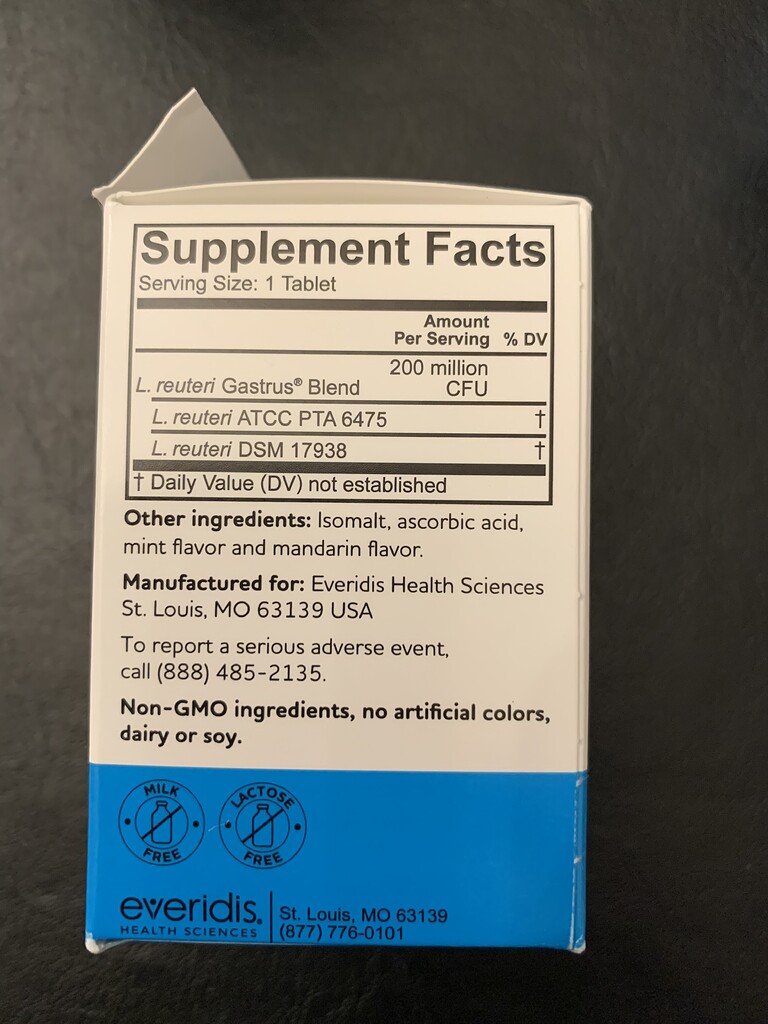 Supplement Facts
Serving Size: 1 Tablet
Amount
Per Serving % DV
200 million
L. reuteri Gastrus® Blend CFU
L. reuteri ATCC PTA 6475 †
L. reuteri DSM 17938 †
† Daily Value (DV) not established
Other ingredients: Isomalt, ascorbic acid,
mint flavor and mandarin flavor.
Manufactured for: Everidis Health Sciences
St. Louis, MO 63139 USA
To report a serious adverse event,
call (888) 485-2135.
Non-GMO ingredients, no artificial colors,
dairy or soy.
MILK FREE
LACTOSE FREE
everidis®
HEALTH SCIENCES
St. Louis, MO 63139
(877) 776-0101